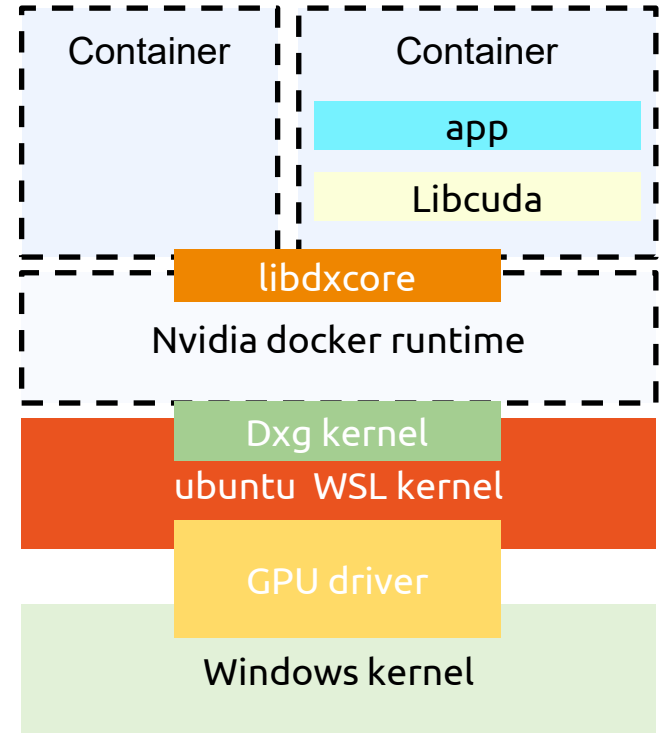 Container
Container
app
Libcuda
libdxcore
Nvidia docker runtime
Dxg kernel
ubuntu WSL kernel
GPU driver
Windows kernel